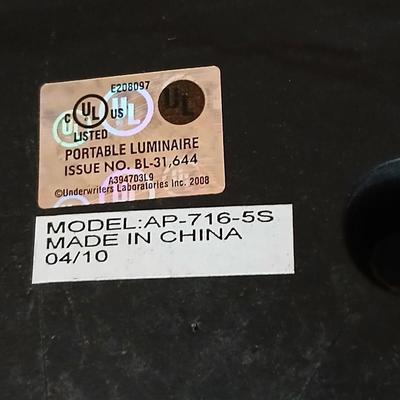 E208097
C UL US UL
LISTED
PORTABLE LUMINAIRE
ISSUE NO. BL-31,644
A394703L9
©Underwriters Laboratories Inc. 2008
MODEL:AP-716-5S
MADE IN CHINA
04/10